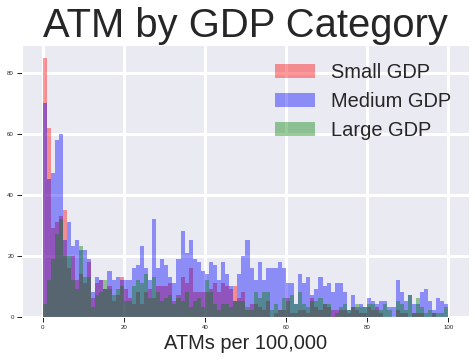 ATM by GDP Category
Small GDP
Medium GDP
Large GDP
80
60
40
20
0
0 20 40 60 80 100
ATMs per 100,000